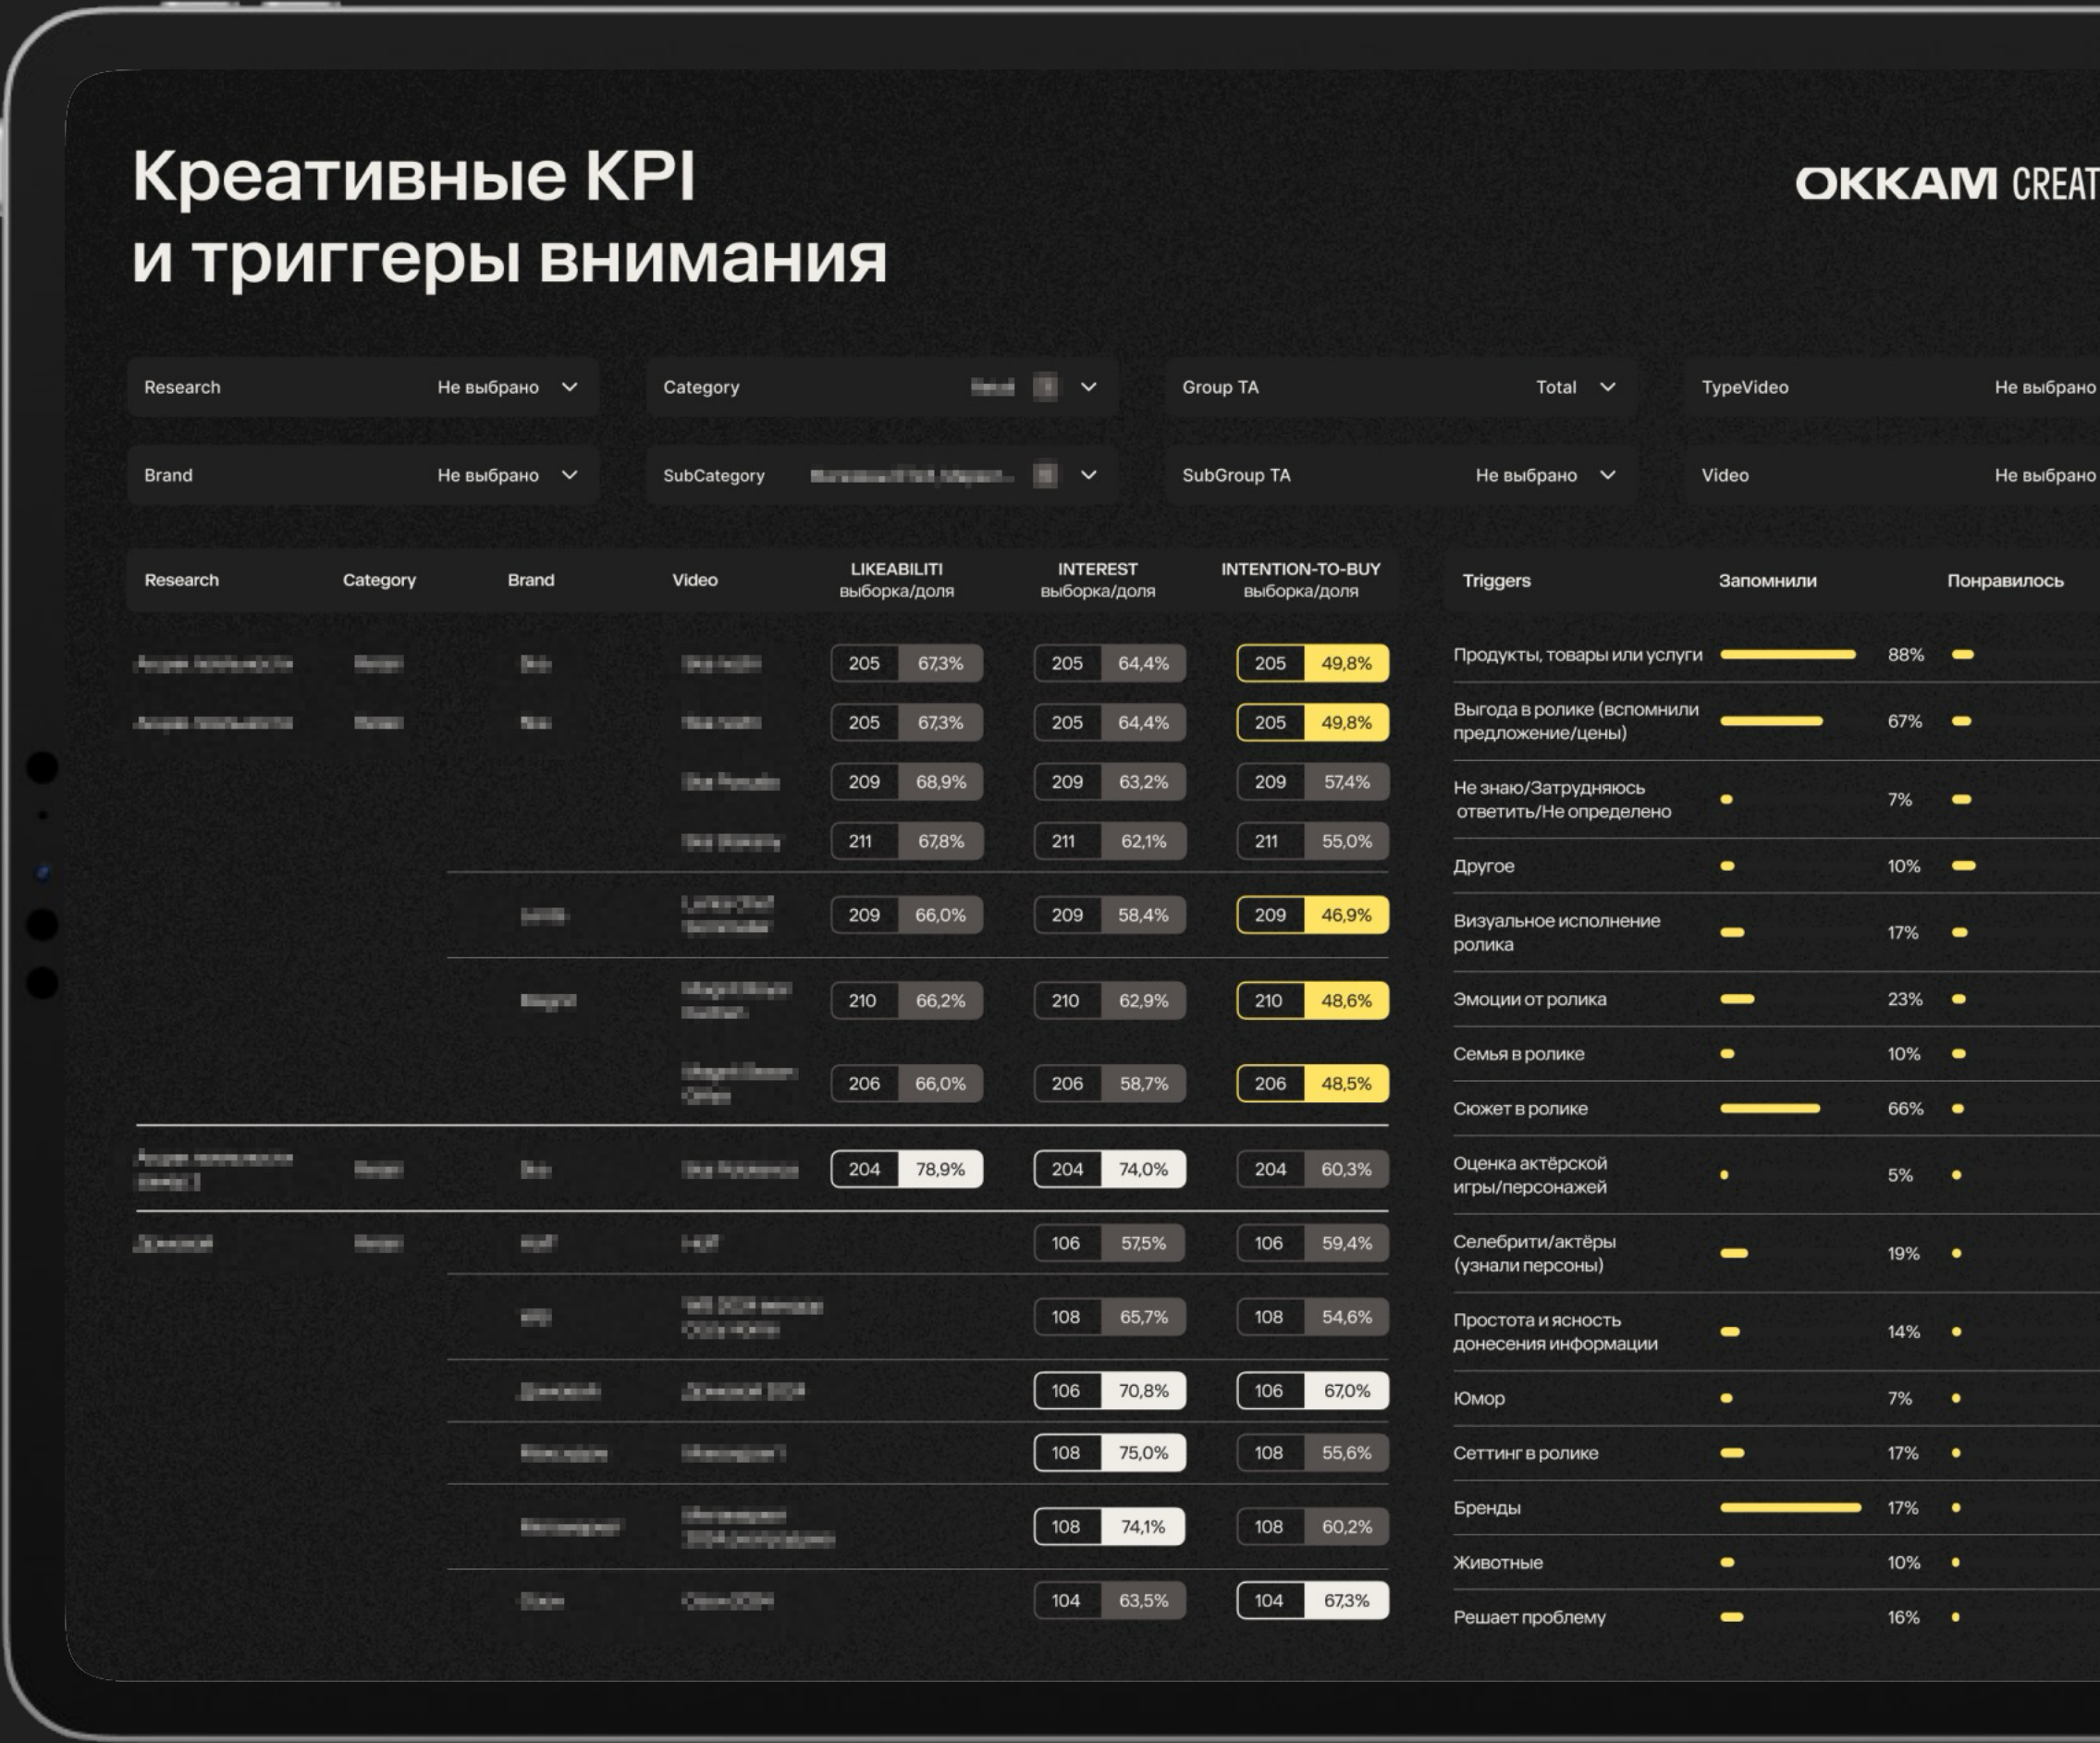 Креативные KPI
и триггеры внимания
OKKAM CREAT
Research Не выбрано
Category
Group TA Total
TypeVideo Не выбрано
Brand Не выбрано
SubCategory
SubGroup TA Не выбрано
Video Не выбрано
Research Category Brand Video LIKEABILITI выборка/доля INTEREST выборка/доля INTENTION-TO-BUY выборка/доля
205 67,3% 205 64,4% 205 49,8%
205 67,3% 205 64,4% 205 49,8%
209 68,9% 209 63,2% 209 57,4%
211 67,8% 211 62,1% 211 55,0%
209 66,0% 209 58,4% 209 46,9%
210 66,2% 210 62,9% 210 48,6%
206 66,0% 206 58,7% 206 48,5%
204 78,9% 204 74,0% 204 60,3%
106 57,5% 106 59,4%
108 65,7% 108 54,6%
106 70,8% 106 67,0%
108 75,0% 108 55,6%
108 74,1% 108 60,2%
104 63,5% 104 67,3%
Triggers Запомнили Понравилось
Продукты, товары или услуги 88%
Выгода в ролике (вспомнили
предложение/цены) 67%
Не знаю/Затрудняюсь
ответить/Не определено 7%
Другое 10%
Визуальное исполнение
ролика 17%
Эмоции от ролика 23%
Семья в ролике 10%
Сюжет в ролике 66%
Оценка актёрской
игры/персонажей 5%
Селебрити/актёры
(узнали персоны) 19%
Простота и ясность
донесения информации 14%
Юмор 7%
Сеттинг в ролике 17%
Бренды 17%
Животные 10%
Решает проблему 16%